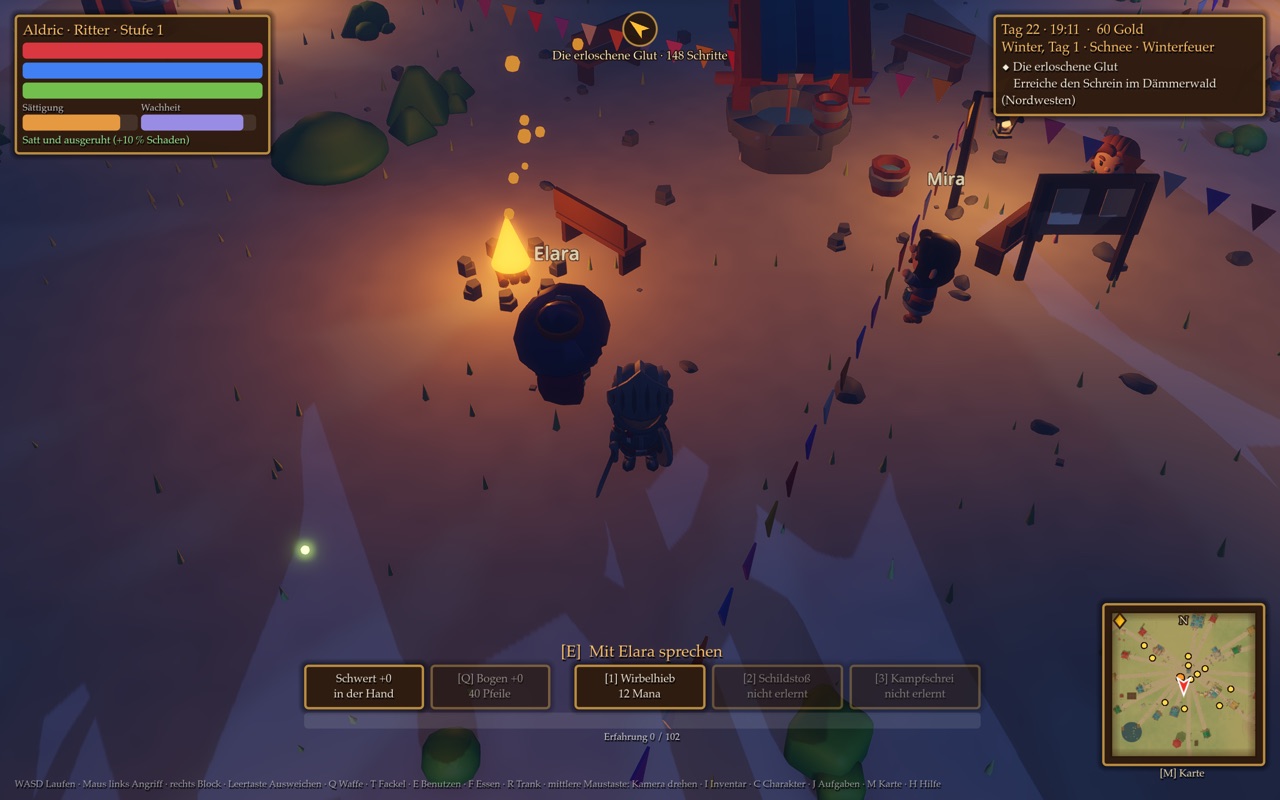 Aldric · Ritter · Stufe 1
Sättigung
Wachheit
Satt und ausgeruht (+10 % Schaden)
Die erloschene Glut · 148 Schritte
Tag 22 · 19:11 · 60 Gold
Winter, Tag 1 · Schnee · Winterfeuer
Die erloschene Glut
Erreiche den Schrein im Dämmerwald
(Nordwesten)
Mira
Elara
[E] Mit Elara sprechen
Schwert +0
in der Hand
[Q] Bogen +0
40 Pfeile
[1] Wirbelhieb
12 Mana
[2] Schildstoß
nicht erlernt
[3] Kampfschrei
nicht erlernt
Erfahrung 0 / 102
N
[M] Karte
WASD Laufen · Maus links Angriff · rechts Block · Leertaste Ausweichen · Q Waffe · T Fackel · E Benutzen · F Essen · R Trank · mittlere Maustaste: Kamera drehen · I Inventar · C Charakter · J Aufgaben · M Karte · H Hilfe